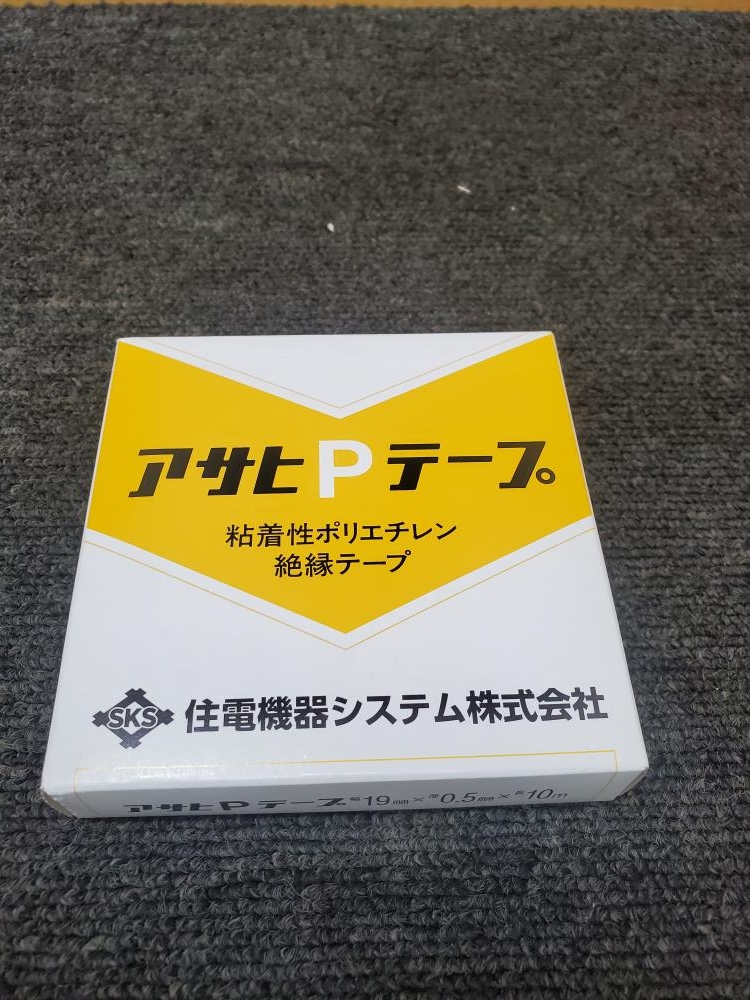 アサヒPテープ
粘着性ポリエチレン
絶縁テープ
SKS 住電機器システム株式会社
アサヒPテープ 幅19mm×厚0.5mm×長10m